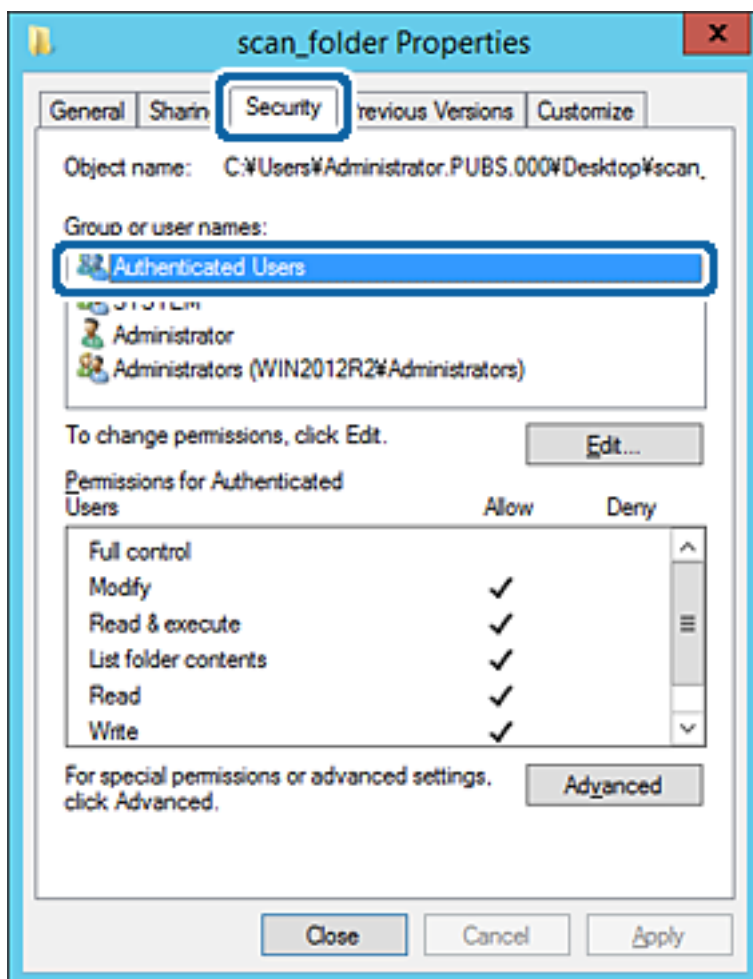 scan_folder Properties
x
General Sharin Security revious Versions Customize
Object name: C:¥Users¥Administrator.PUBS.000¥Desktop¥scan_
Group or user names:
Authenticated Users
SYSTEM
Administrator
Administrators (WIN2012R2¥Administrators)
To change permissions, click Edit.
Edit...
Permissions for Authenticated
Users Allow Deny
Full control
Modify
Read & execute
List folder contents
Read
Write
For special permissions or advanced settings,
click Advanced.
Advanced
Close Cancel Apply